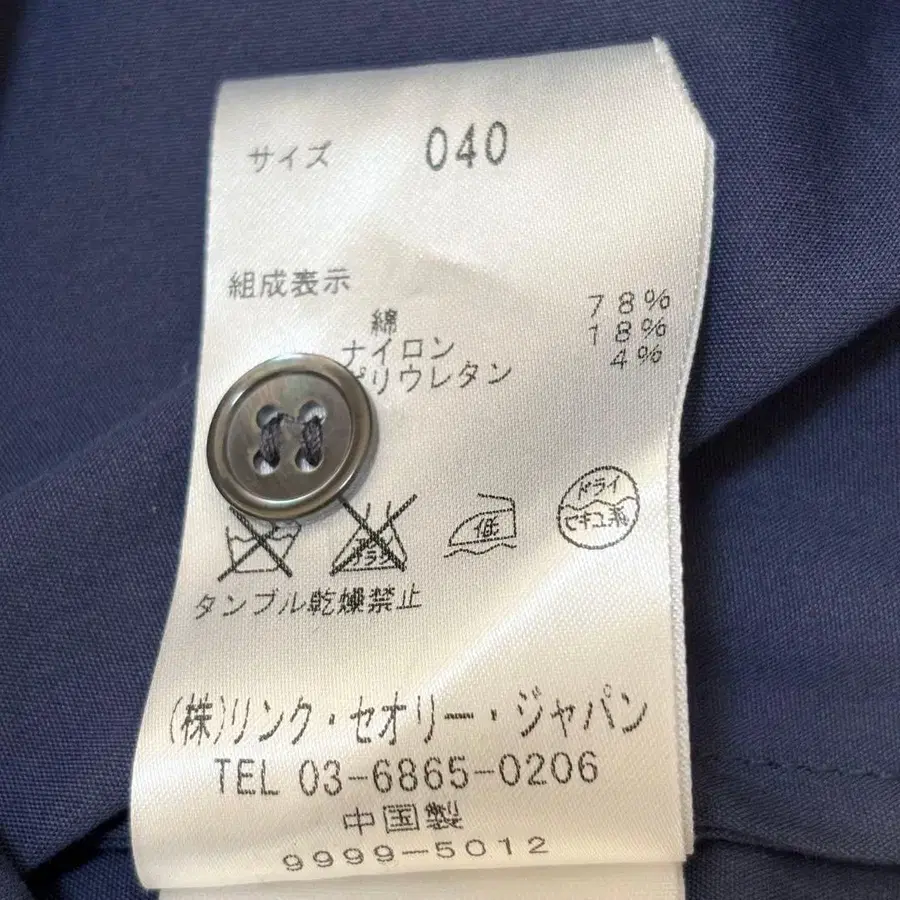 サイズ 040
組成表示
綿 78%
ナイロン 18%
ポリウレタン 4%
低
ドライ
セキユ系
タンブル乾燥禁止
(株)リンク・セオリー・ジャパン
TEL 03-6865-0206
中国製
9999-5012